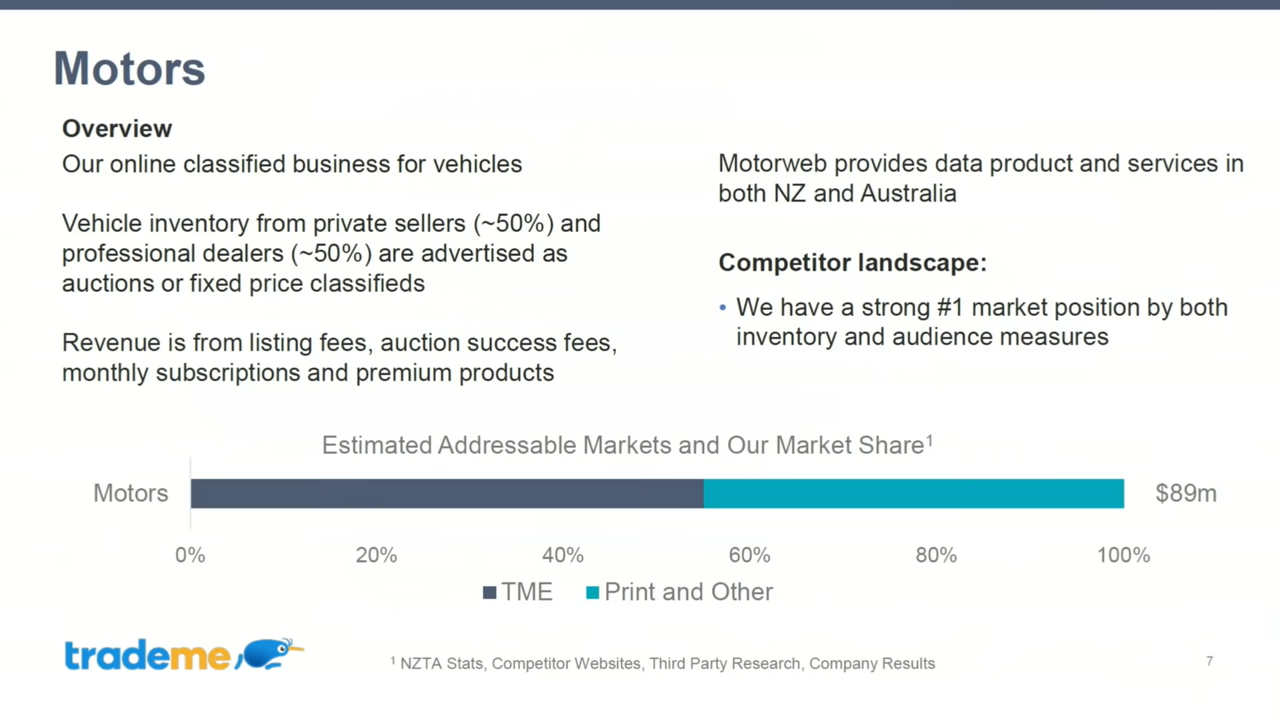 Motors
Overview
Our online classified business for vehicles
Vehicle inventory from private sellers (~50%) and
professional dealers (~50%) are advertised as
auctions or fixed price classifieds
Revenue is from listing fees, auction success fees,
monthly subscriptions and premium products
Motorweb provides data product and services in
both NZ and Australia
Competitor landscape:
• We have a strong #1 market position by both
inventory and audience measures
Estimated Addressable Markets and Our Market Share¹
Motors
$89m
0% 20% 40% 60% 80% 100%
TME Print and Other
trademe
¹ NZTA Stats, Competitor Websites, Third Party Research, Company Results
7